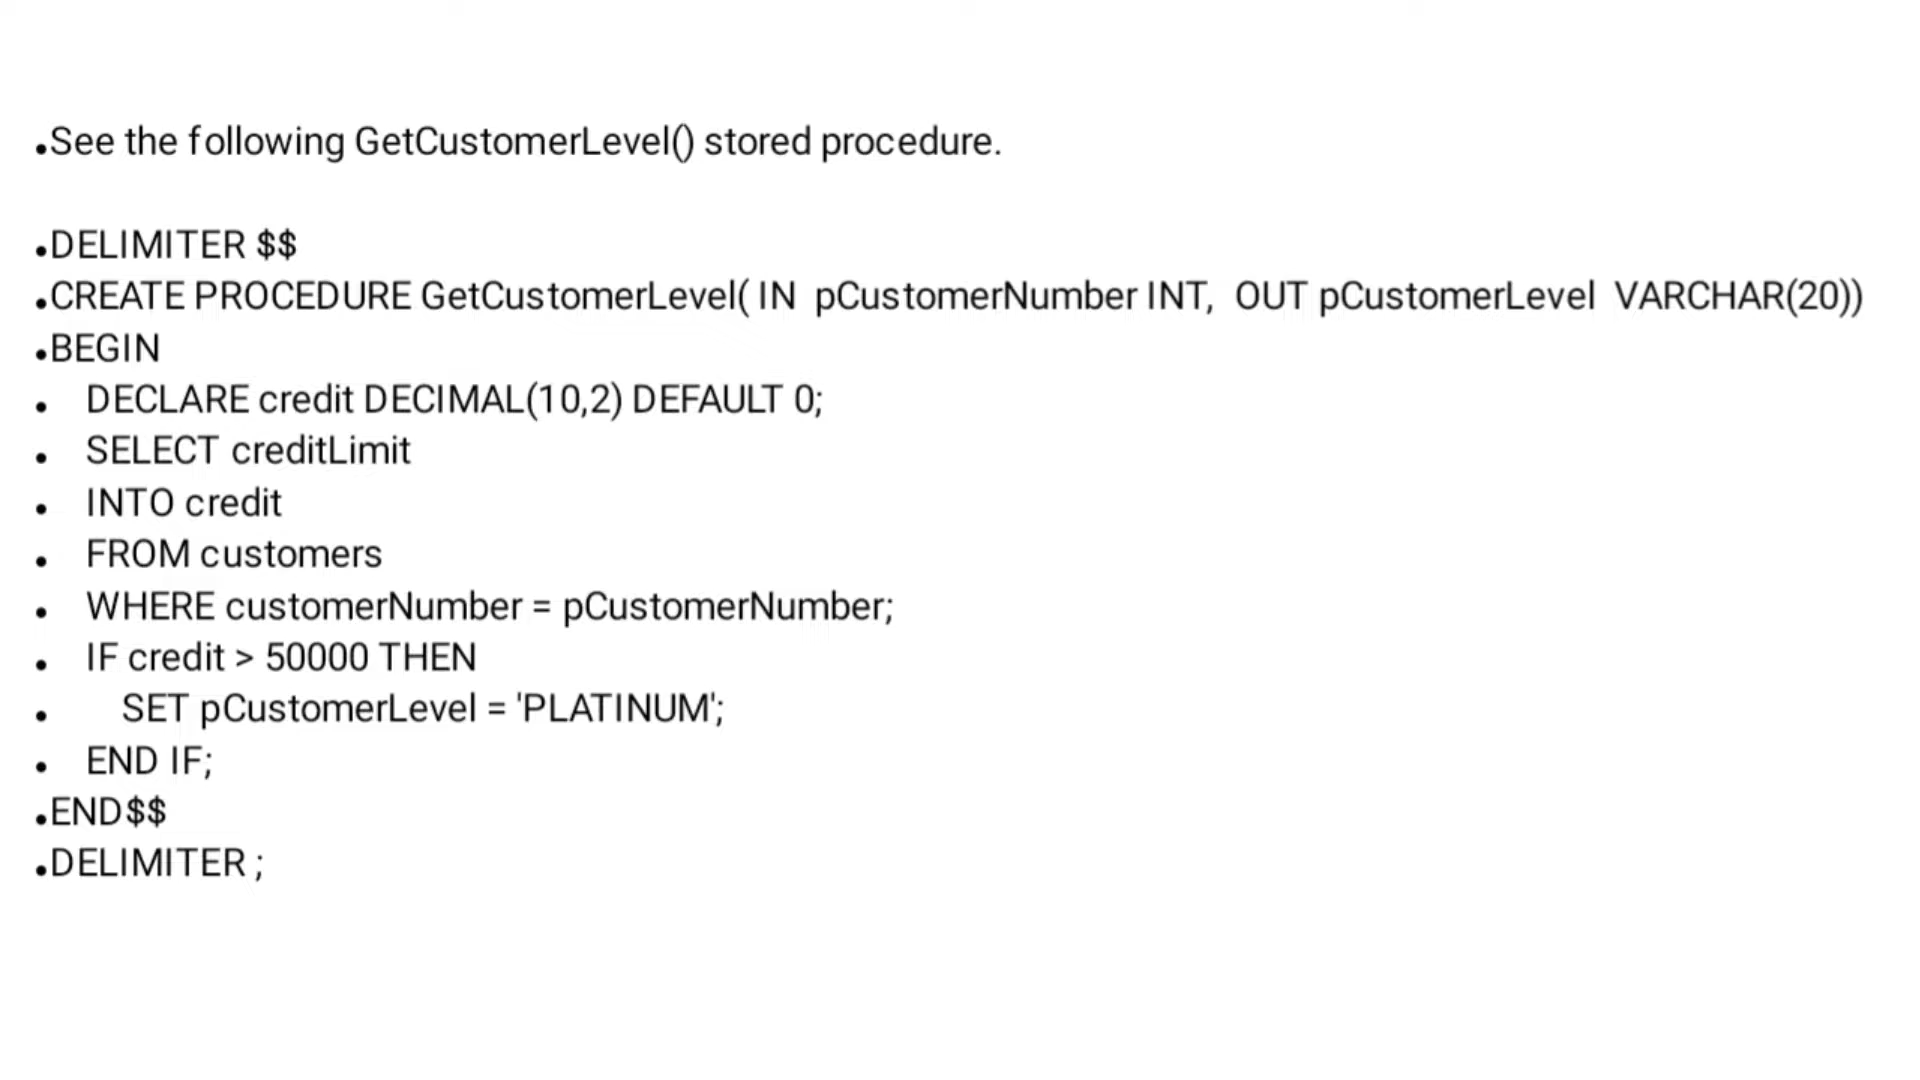 •See the following GetCustomerLevel() stored procedure.
•DELIMITER $$
•CREATE PROCEDURE GetCustomerLevel( IN  pCustomerNumber INT,  OUT pCustomerLevel  VARCHAR(20))
•BEGIN
•   DECLARE credit DECIMAL(10,2) DEFAULT 0;
•   SELECT creditLimit
•   INTO credit
•   FROM customers
•   WHERE customerNumber = pCustomerNumber;
•   IF credit > 50000 THEN
•      SET pCustomerLevel = 'PLATINUM';
•   END IF;
•END$$
•DELIMITER ;